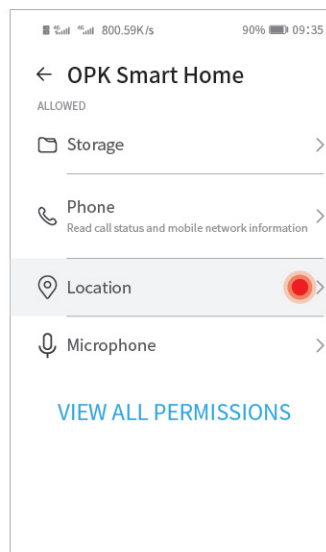 800.59K/s 90% 09:35
OPK Smart Home
ALLOWED
Storage
Phone
Read call status and mobile network information
Location
Microphone
VIEW ALL PERMISSIONS